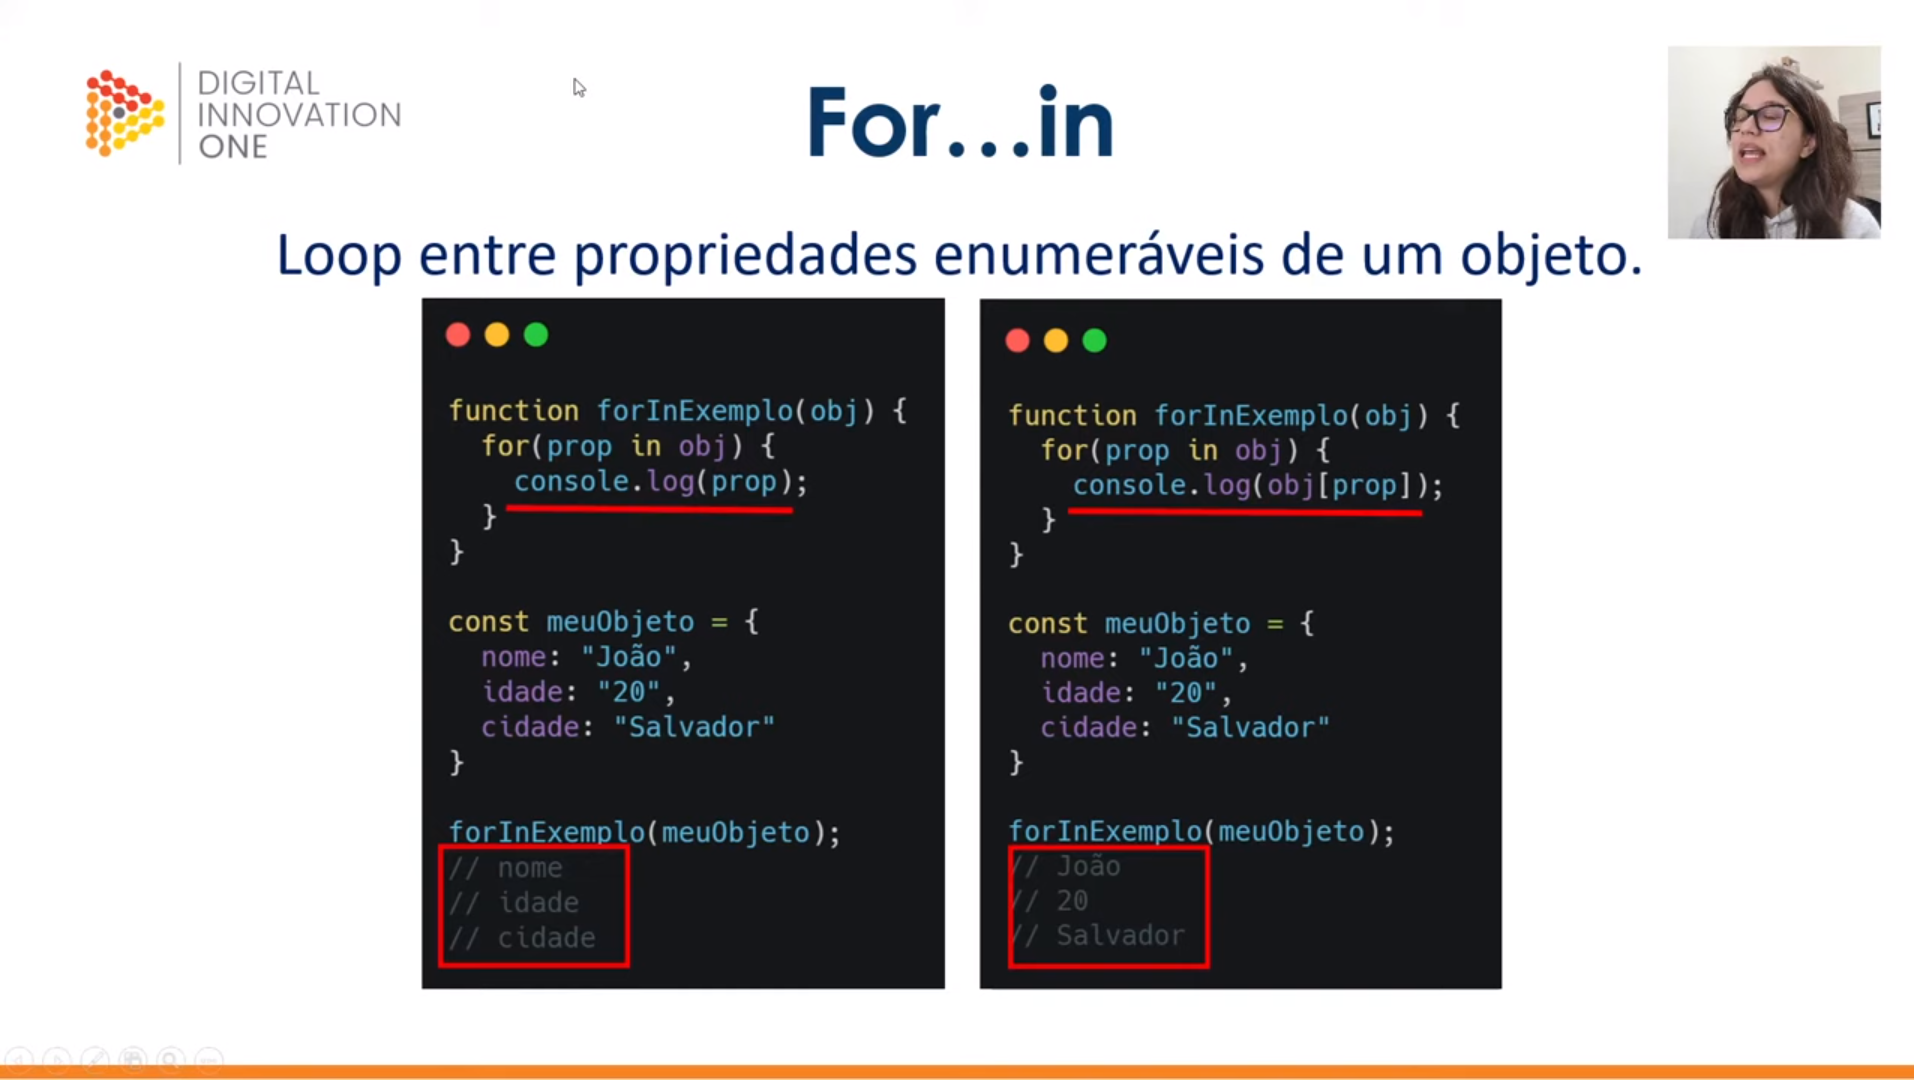 DIGITAL
INNOVATION
ONE
For...in
Loop entre propriedades enumeráveis de um objeto.
function forInExemplo(obj) {
  for(prop in obj) {
    console.log(prop);
  }
}
const meuObjeto = {
  nome: "João",
  idade: "20",
  cidade: "Salvador"
}
forInExemplo(meuObjeto);
// nome
// idade
// cidade
function forInExemplo(obj) {
  for(prop in obj) {
    console.log(obj[prop]);
  }
}
const meuObjeto = {
  nome: "João",
  idade: "20",
  cidade: "Salvador"
}
forInExemplo(meuObjeto);
// João
// 20
// Salvador